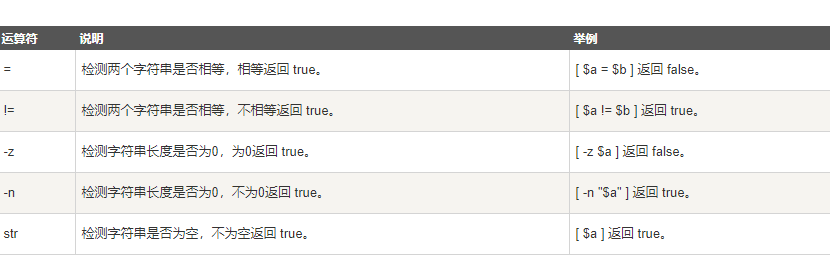 运算符 说明 举例
= 检测两个字符串是否相等，相等返回 true。 [ $a = $b ] 返回 false。
!= 检测两个字符串是否相等，不相等返回 true。 [ $a != $b ] 返回 true。
-z 检测字符串长度是否为0，为0返回 true。 [ -z $a ] 返回 false。
-n 检测字符串长度是否为0，不为0返回 true。 [ -n "$a" ] 返回 true。
str 检测字符串是否为空，不为空返回 true。 [ $a ] 返回 true。